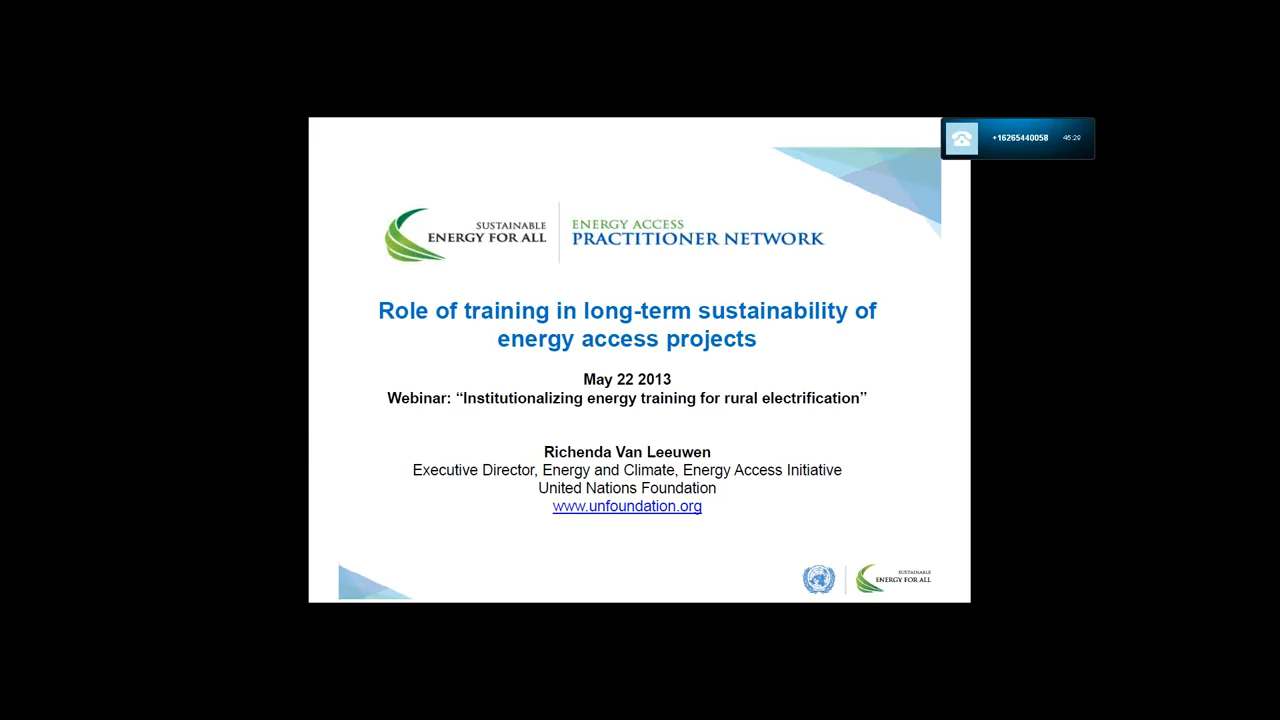 +16265440058 45:29
SUSTAINABLE
ENERGY FOR ALL
ENERGY ACCESS
PRACTITIONER NETWORK
Role of training in long-term sustainability of
energy access projects
May 22 2013
Webinar: “Institutionalizing energy training for rural electrification”
Richenda Van Leeuwen
Executive Director, Energy and Climate, Energy Access Initiative
United Nations Foundation
www.unfoundation.org
SUSTAINABLE
ENERGY FOR ALL